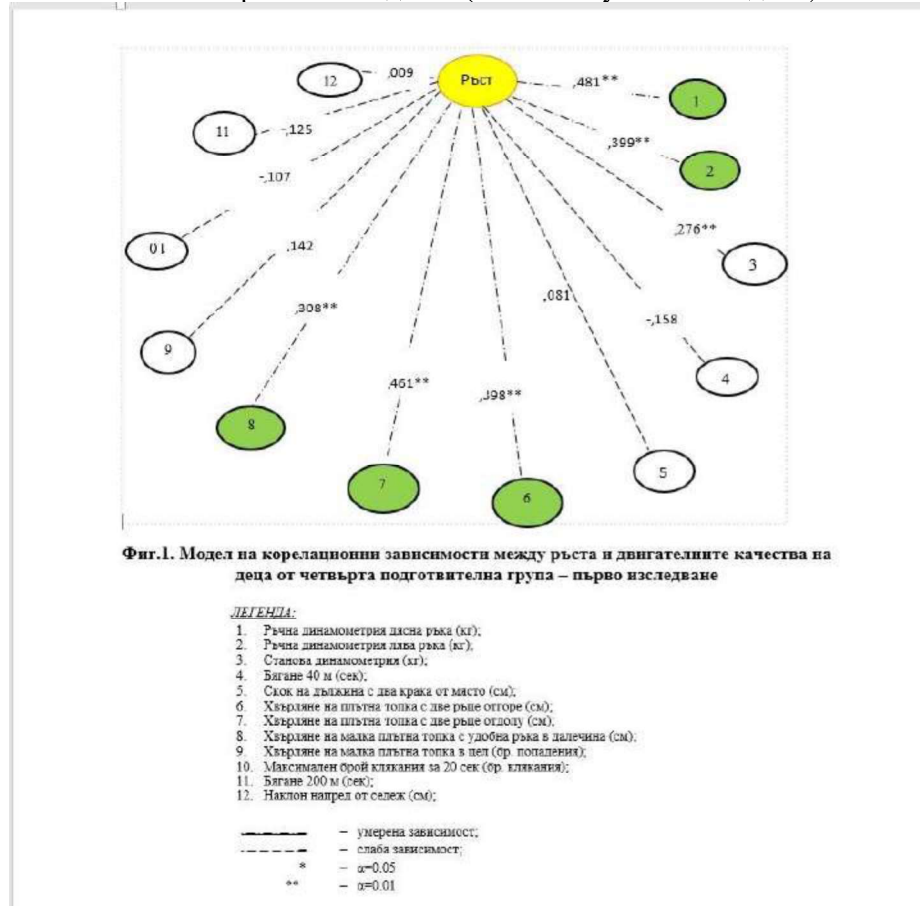 Ръст
12
,009
,481**
1
11
-,125
,399**
2
-,107
10
,142
,276**
3
9
,308**
,081
-,158
4
8
,461**
,398**
5
7
6
Фиг.1. Модел на корелационни зависимости между ръста и двигателните качества на
деца от четвърта подготвителна група – първо изследване
ЛЕГЕНДА:
1. Ръчна динамометрия дясна ръка (кг);
2. Ръчна динамометрия лява ръка (кг);
3. Станова динамометрия (кг);
4. Бягане 40 м (сек);
5. Скок на дължина с два крака от място (см);
6. Хвърляне на плътна топка с две ръце отгоре (см);
7. Хвърляне на плътна топка с две ръце отдолу (см);
8. Хвърляне на малка плътна топка с удобна ръка в далечина (см);
9. Хвърляне на малка плътна топка в цел (бр. попадения);
10. Максимален брой клякания за 20 сек (бр. клякания);
11. Бягане 200 м (сек);
12. Наклон напред от седеж (см);
– умерена зависимост;
– слаба зависимост;
* – α=0.05
** – α=0.01